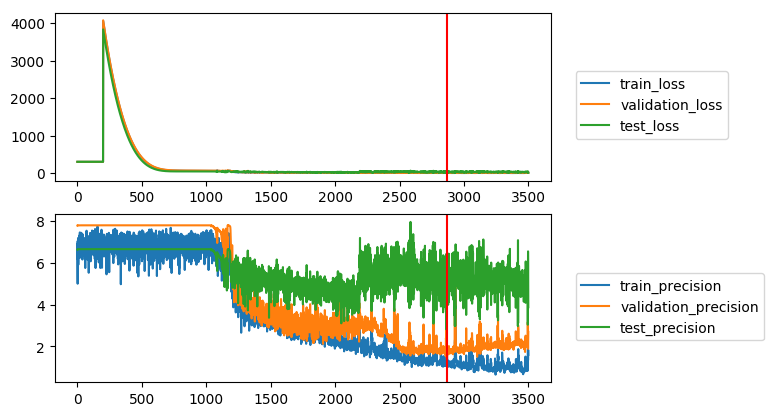 4000
3000
2000
1000
0
0 500 1000 1500 2000 2500 3000 3500
train_loss
validation_loss
test_loss
8
6
4
2
0 500 1000 1500 2000 2500 3000 3500
train_precision
validation_precision
test_precision